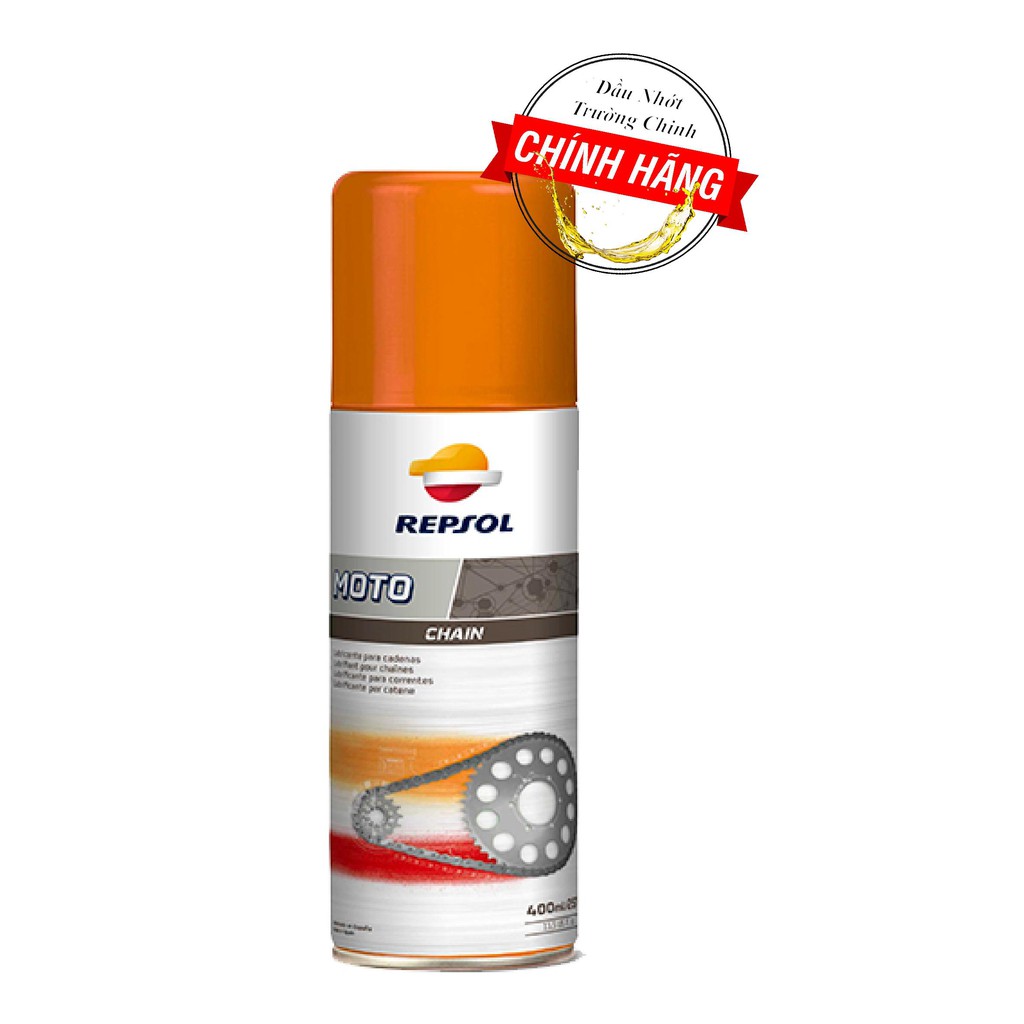 Dầu Nhớt
Trường Chinh
CHÍNH HÃNG
REPSOL
MOTO
CHAIN
Lubricante para cadenas
Lubrifiant pour chaînes
Lubrificante para correntes
Lubrificante per catene
400ml